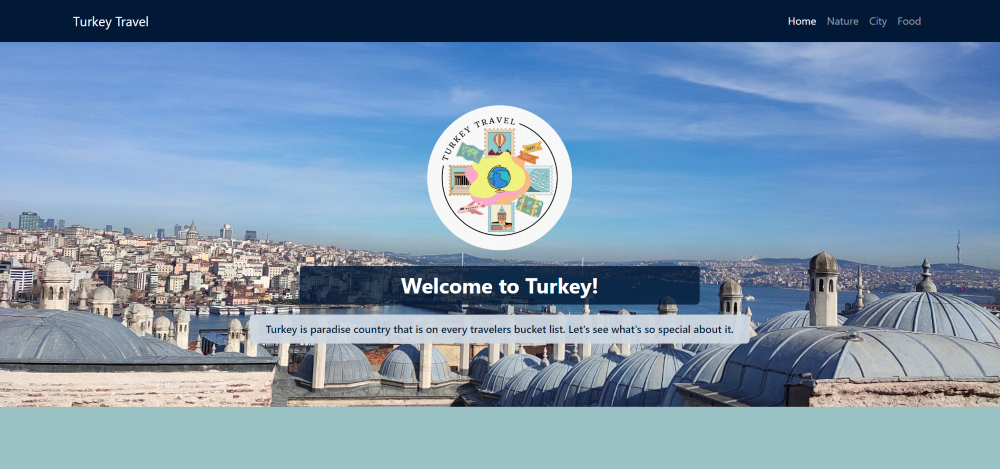 Turkey Travel
Home Nature City Food
TURKEY TRAVEL
Welcome to Turkey!
Turkey is paradise country that is on every travelers bucket list. Let's see what's so special about it.